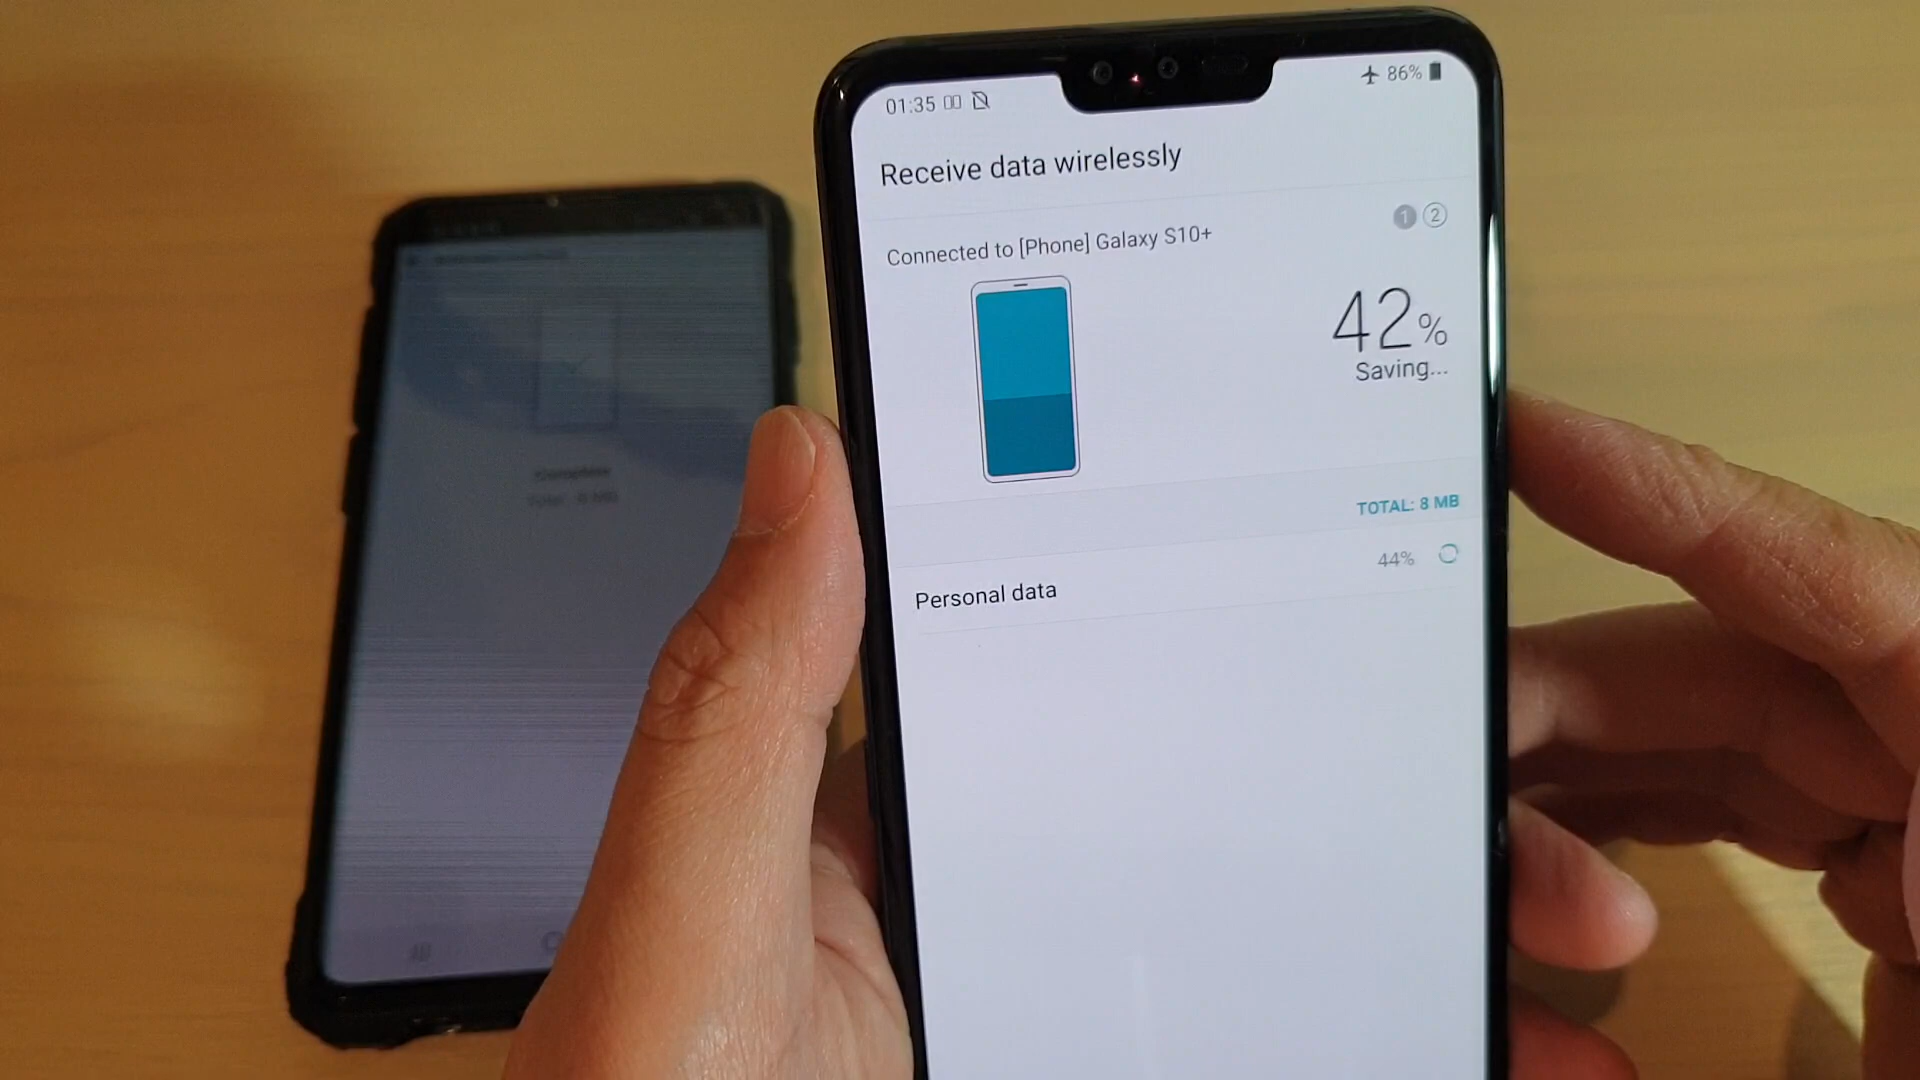 01:35
86%
Receive data wirelessly
1 2
Connected to [Phone] Galaxy S10+
42%
Saving...
TOTAL: 8 MB
44%
Personal data